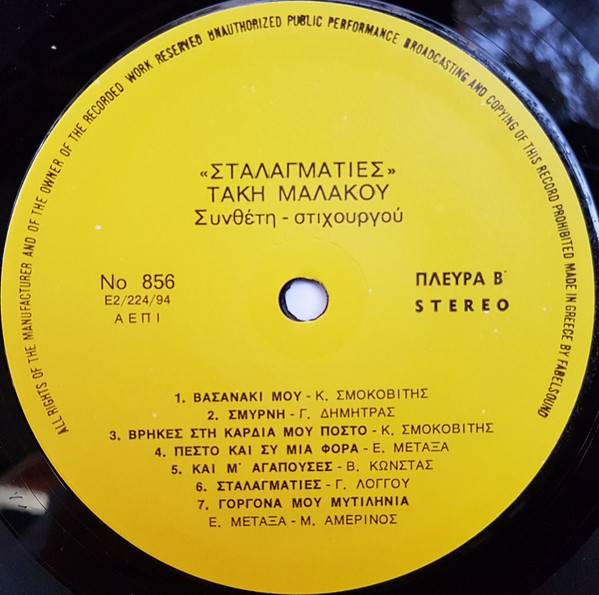 ALL RIGHTS OF THE MANUFACTURER AND OF THE OWNER OF THE RECORDED WORK RESERVED UNAUTHORIZED PUBLIC PERFORMANCE BROADCASTING AND COPYING OF THIS RECORD PROHIBITED MADE IN GREECE BY FABELSOUND
«ΣΤΑΛΑΓΜΑΤΙΕΣ»
ΤΑΚΗ ΜΑΛΑΚΟΥ
Συνθέτη - στιχουργού
No 856
Ε2/224/94
ΑΕΠΙ
ΠΛΕΥΡΑ Β΄
STEREO
1. ΒΑΣΑΝΑΚΙ ΜΟΥ - Κ. ΣΜΟΚΟΒΙΤΗΣ
2. ΣΜΥΡΝΗ - Γ. ΔΗΜΗΤΡΑΣ
3. ΒΡΗΚΕΣ ΣΤΗ ΚΑΡΔΙΑ ΜΟΥ ΠΟΣΤΟ - Κ. ΣΜΟΚΟΒΙΤΗΣ
4. ΠΕΣΤΟ ΚΑΙ ΣΥ ΜΙΑ ΦΟΡΑ - Ε. ΜΕΤΑΞΑ
5. ΚΑΙ Μ' ΑΓΑΠΟΥΣΕΣ - Β. ΚΩΝΣΤΑΣ
6. ΣΤΑΛΑΓΜΑΤΙΕΣ - Γ. ΛΟΓΓΟΥ
7. ΓΟΡΓΟΝΑ ΜΟΥ ΜΥΤΙΛΗΝΙΑ
Ε. ΜΕΤΑΞΑ - Μ. ΑΜΕΡΙΝΟΣ